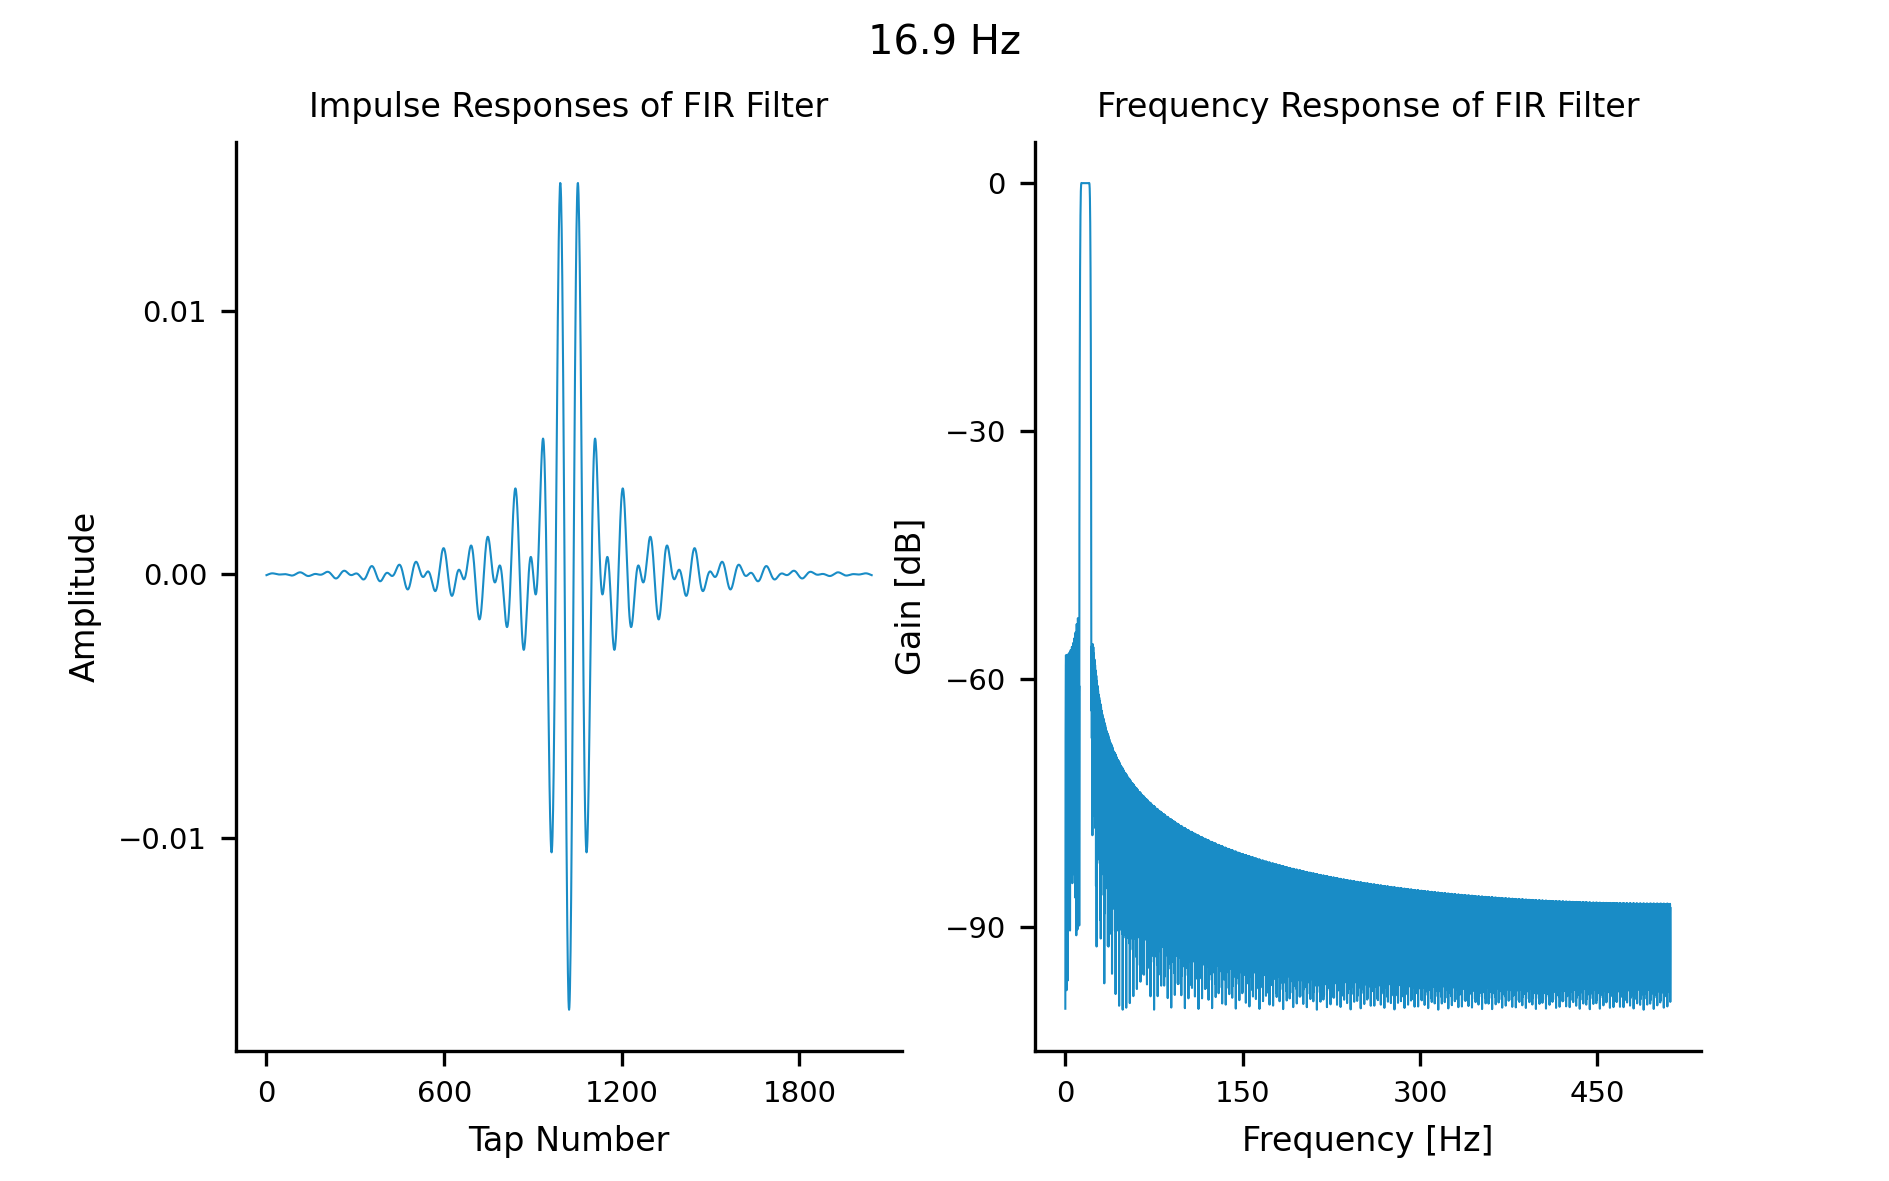 16.9 Hz
Impulse Responses of FIR Filter
0.01
0.00
−0.01
Amplitude
0
600
1200
1800
Tap Number
Frequency Response of FIR Filter
0
−30
−60
−90
Gain [dB]
0
150
300
450
Frequency [Hz]